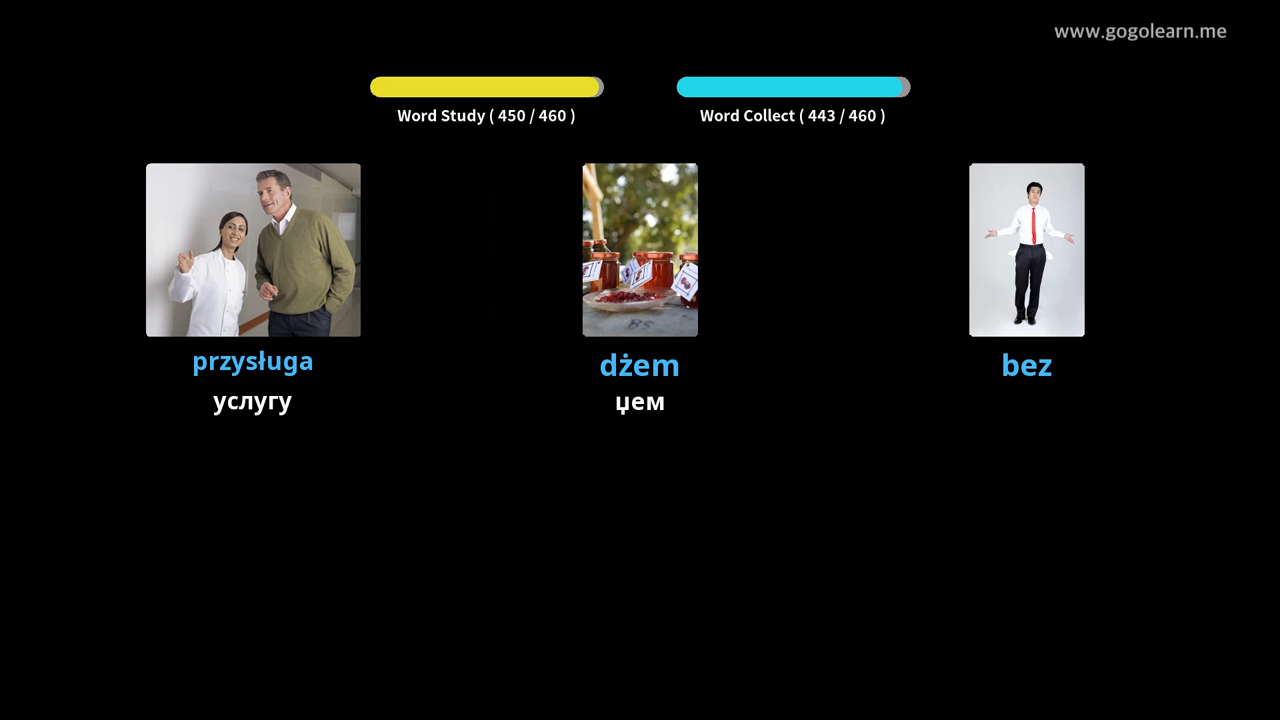 www.gogolearn.me
Word Study ( 450 / 460 )
Word Collect ( 443 / 460 )
przysługa
dżem
bez
услугу
џем